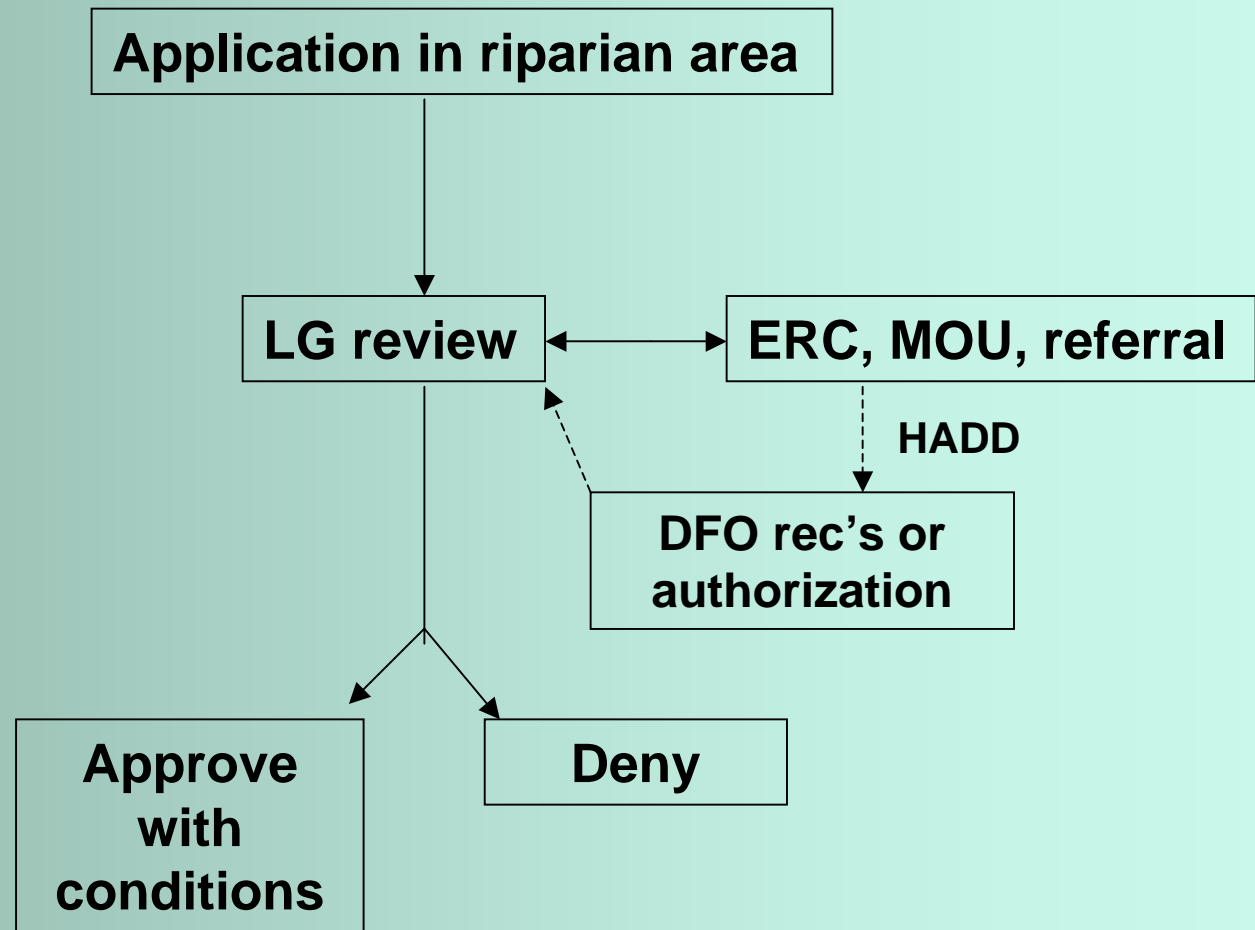 Application in riparian area
LG review
ERC, MOU, referral
HADD
DFO rec’s or
authorization
Approve
with
conditions
Deny